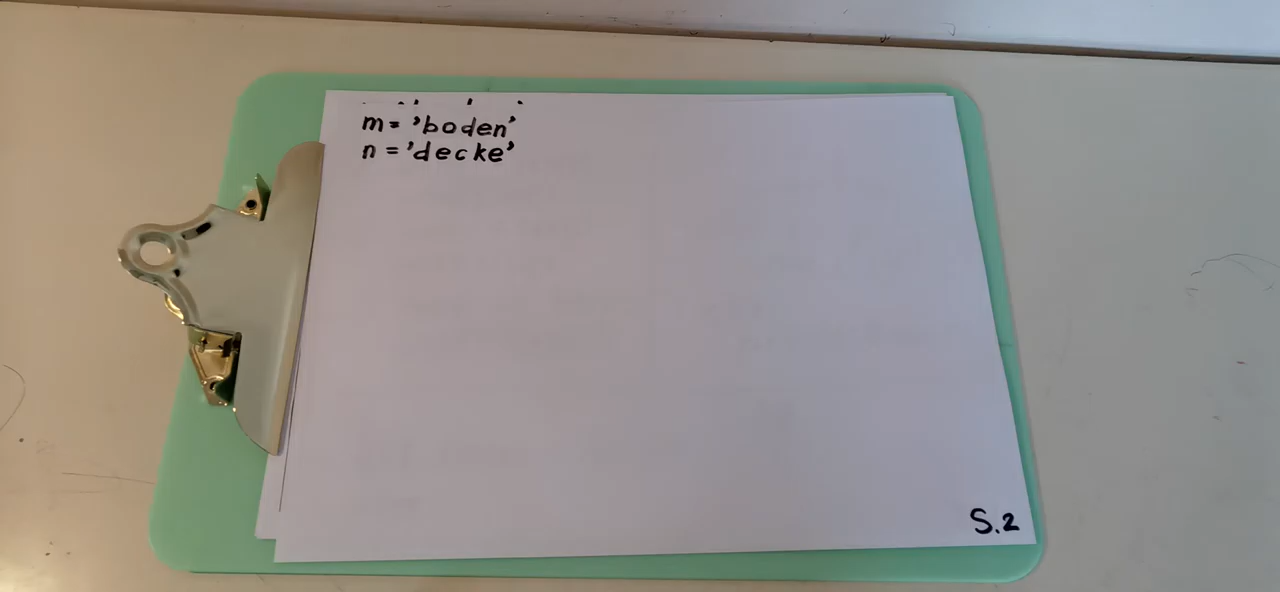 m= 'boden'
n = 'decke'
S.2